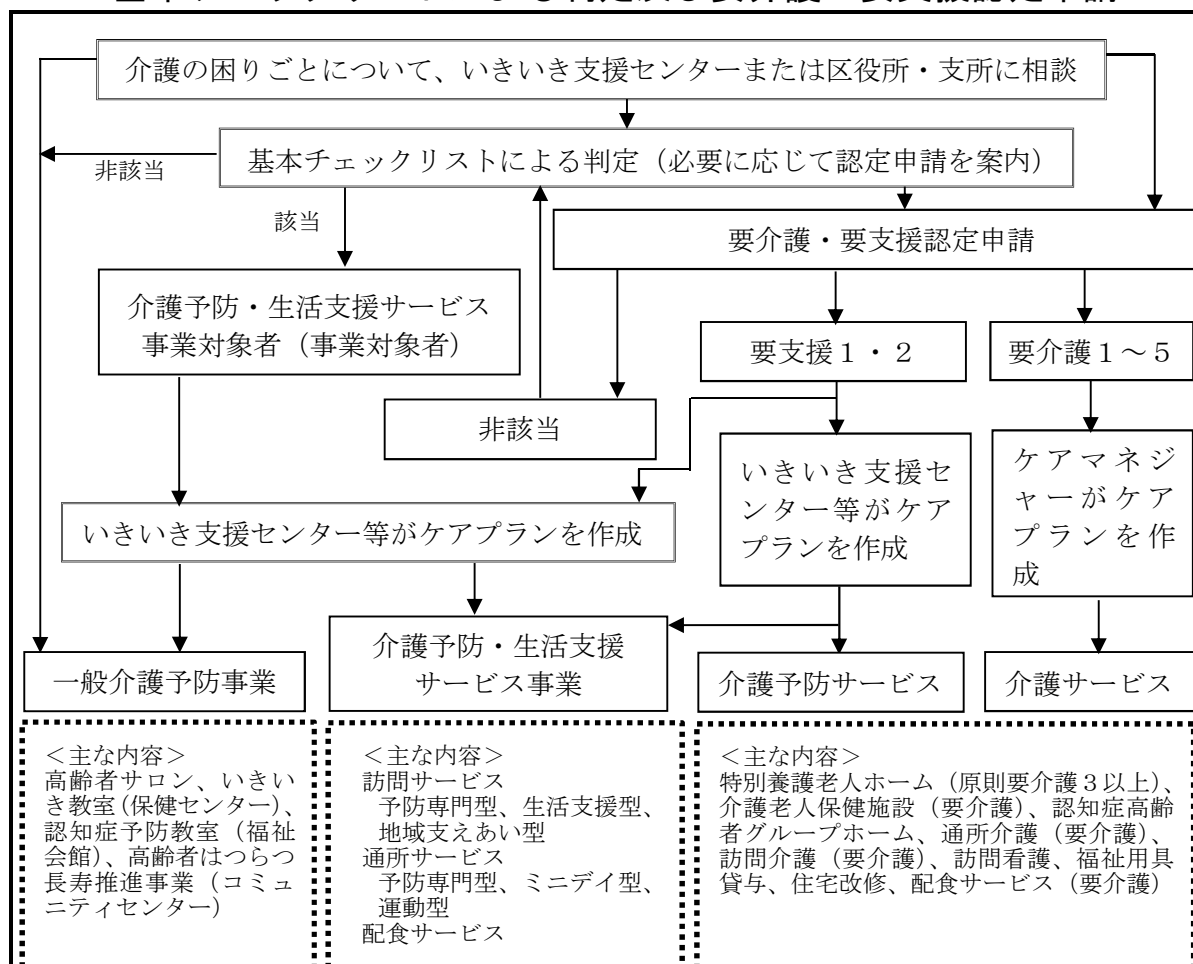 介護の困りごとについて、いきいき支援センターまたは区役所・支所に相談
非該当
基本チェックリストによる判定（必要に応じて認定申請を案内）
該当
要介護・要支援認定申請
介護予防・生活支援サービス
事業対象者（事業対象者）
要支援１・２
要介護１～５
非該当
いきいき支援センター等がケアプランを作成
いきいき支援セ
ンター等がケア
プランを作成
ケアマネジ
ャーがケア
プランを作
成
一般介護予防事業
介護予防・生活支援
サービス事業
介護予防サービス
介護サービス
＜主な内容＞
高齢者サロン、いきい
き教室（保健センター）、
認知症予防教室（福祉
会館）、高齢者はつらつ
長寿推進事業（コミュ
ニティセンター）
＜主な内容＞
訪問サービス
予防専門型、生活支援型、
地域支えあい型
通所サービス
予防専門型、ミニデイ型、
運動型
配食サービス
＜主な内容＞
特別養護老人ホーム（原則要介護３以上）、
介護老人保健施設（要介護）、認知症高齢
者グループホーム、通所介護（要介護）、
訪問介護（要介護）、訪問看護、福祉用具
貸与、住宅改修、配食サービス（要介護）